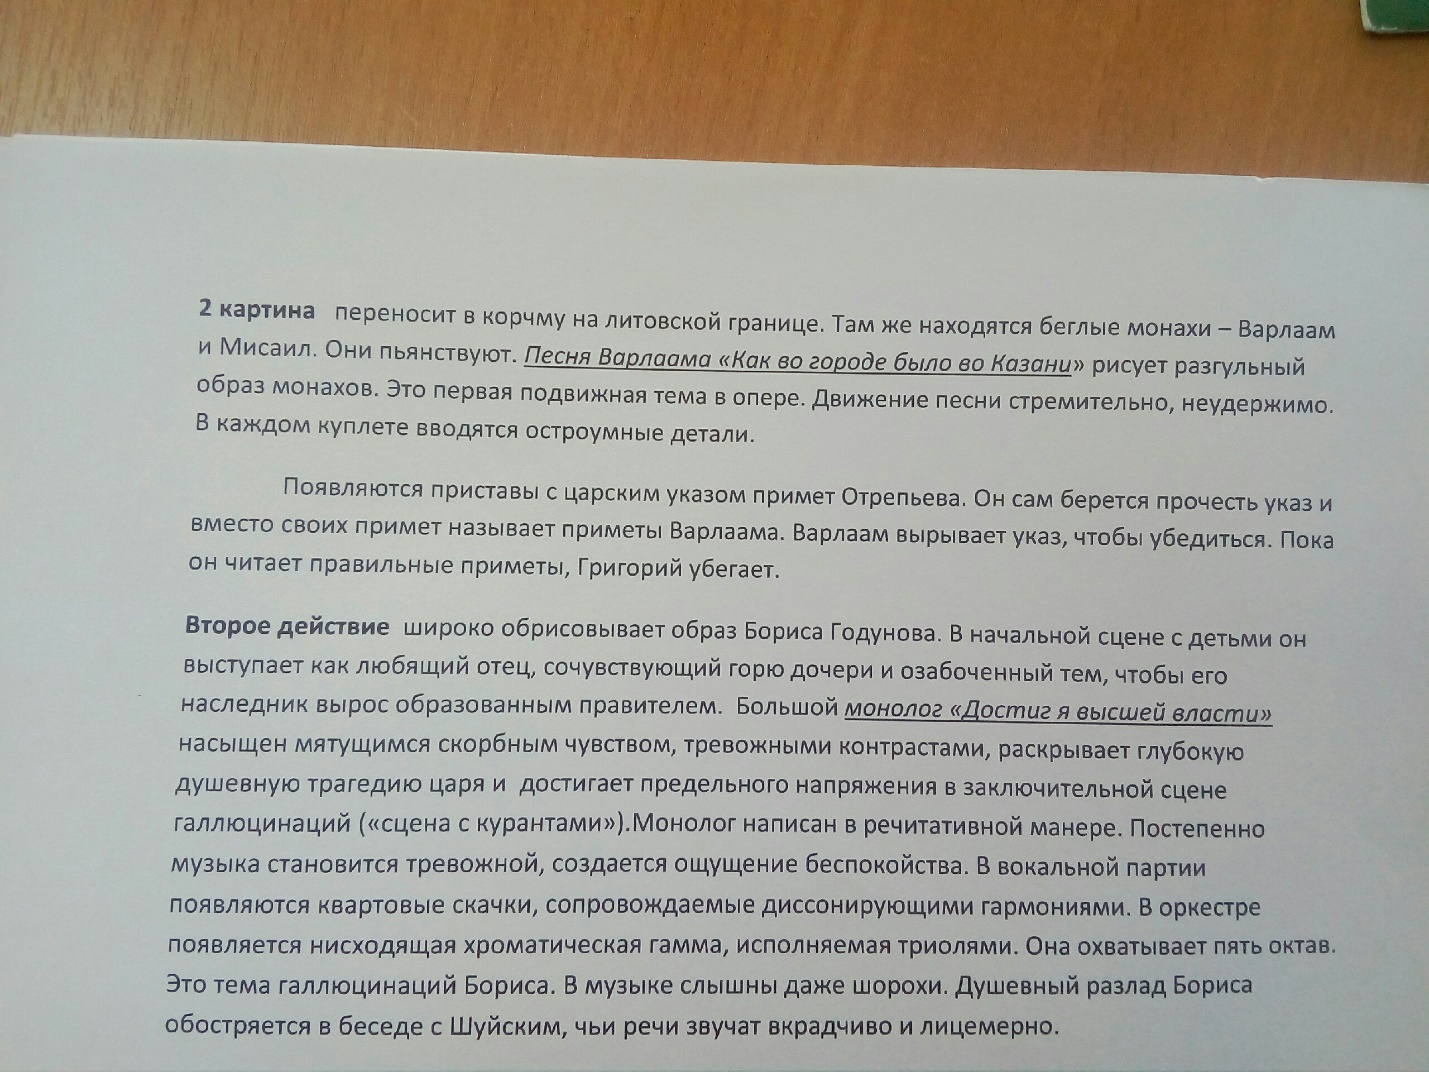 2 картина переносит в корчму на литовской границе. Там же находятся беглые монахи – Варлаам
и Мисаил. Они пьянствуют. Песня Варлаама «Как во городе было во Казани» рисует разгульный
образ монахов. Это первая подвижная тема в опере. Движение песни стремительно, неудержимо.
В каждом куплете вводятся остроумные детали.
Появляются приставы с царским указом примет Отрепьева. Он сам берется прочесть указ и
вместо своих примет называет приметы Варлаама. Варлаам вырывает указ, чтобы убедиться. Пока
он читает правильные приметы, Григорий убегает.
Второе действие широко обрисовывает образ Бориса Годунова. В начальной сцене с детьми он
выступает как любящий отец, сочувствующий горю дочери и озабоченный тем, чтобы его
наследник вырос образованным правителем. Большой монолог «Достиг я высшей власти»
насыщен мятущимся скорбным чувством, тревожными контрастами, раскрывает глубокую
душевную трагедию царя и достигает предельного напряжения в заключительной сцене
галлюцинаций («сцена с курантами»).Монолог написан в речитативной манере. Постепенно
музыка становится тревожной, создается ощущение беспокойства. В вокальной партии
появляются квартовые скачки, сопровождаемые диссонирующими гармониями. В оркестре
появляется нисходящая хроматическая гамма, исполняемая триолями. Она охватывает пять октав.
Это тема галлюцинаций Бориса. В музыке слышны даже шорохи. Душевный разлад Бориса
обостряется в беседе с Шуйским, чьи речи звучат вкрадчиво и лицемерно.